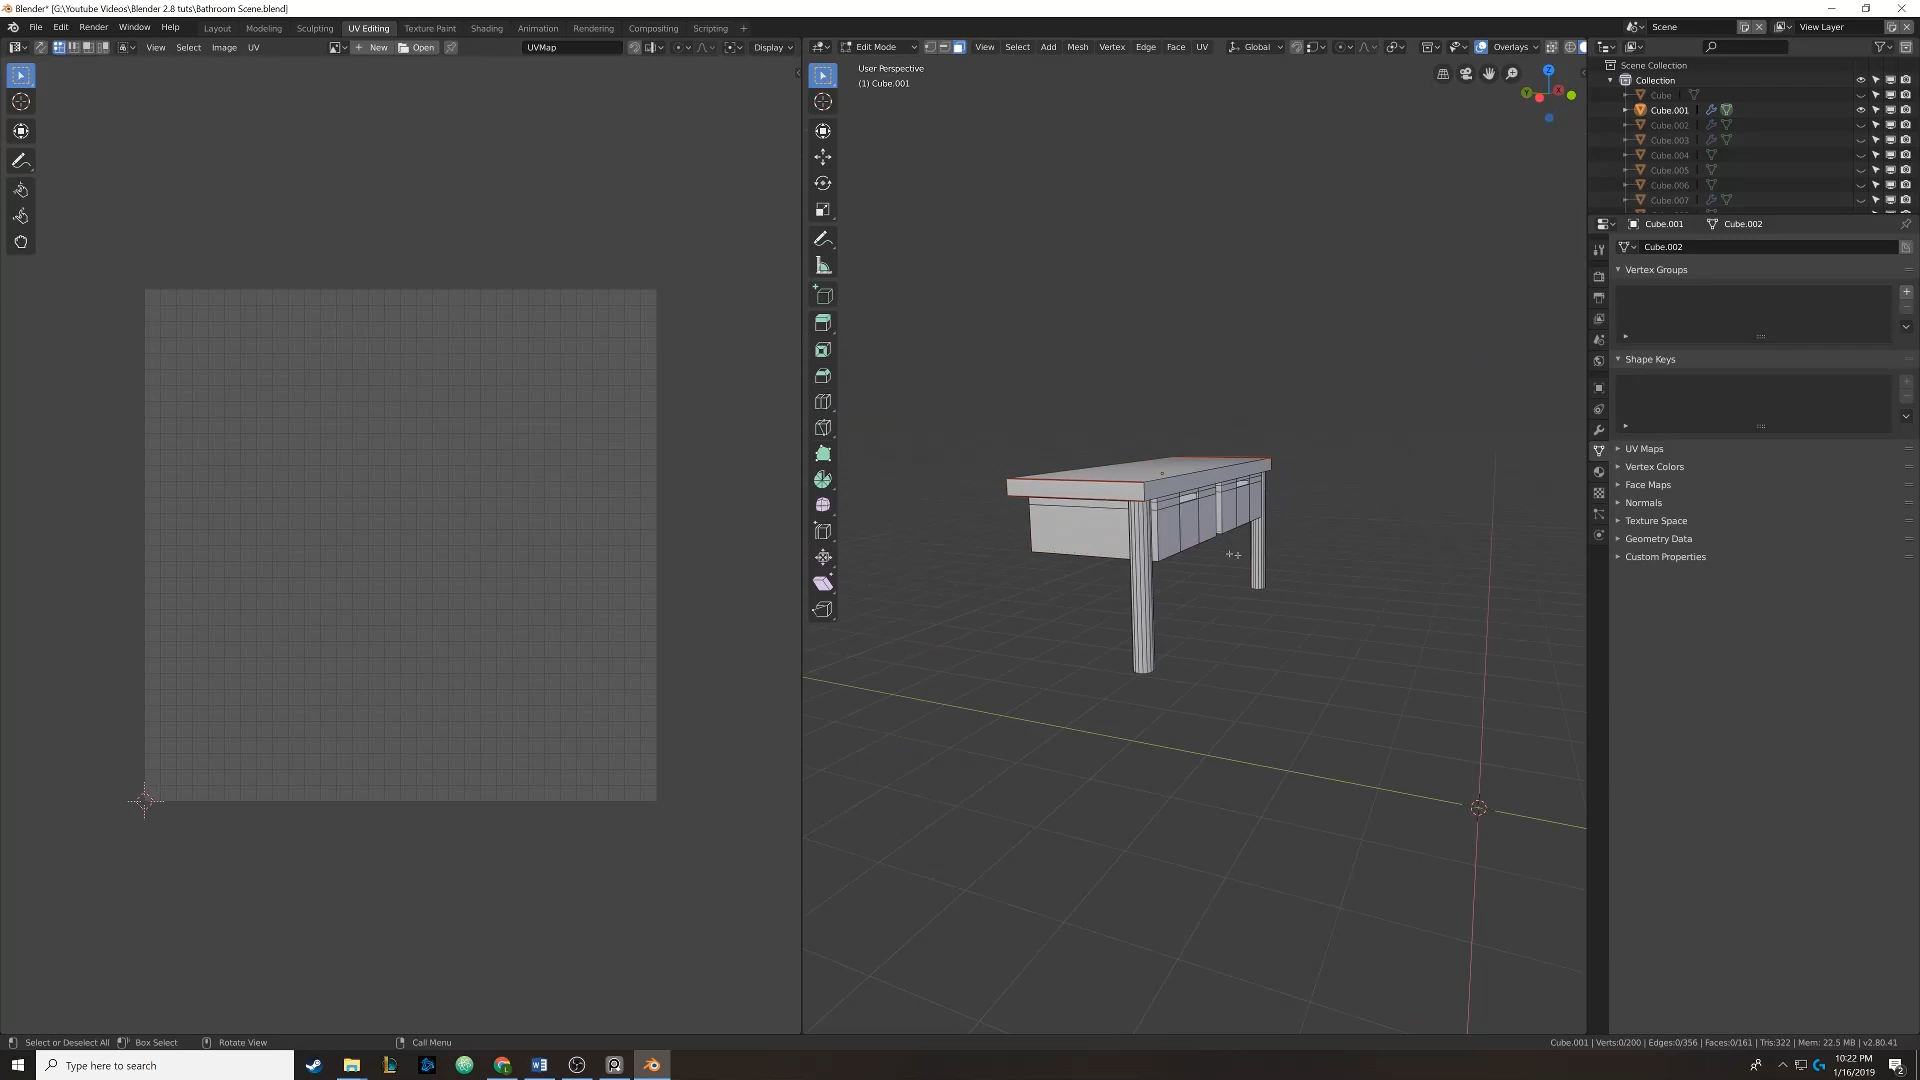 Blender* [G:\Youtube Videos\Blender 2.8 tuts\Bathroom Scene.blend]
File Edit Render Window Help Layout Modeling Sculpting UV Editing Texture Paint Shading Animation Rendering Compositing Scripting + Scene View Layer
View Select Image UV New Open UVMap Display Edit Mode View Select Add Mesh Vertex Edge Face UV Global Overlays
User Perspective
(1) Cube.001
Scene Collection
Collection
Cube
Cube.001
Cube.002
Cube.003
Cube.004
Cube.005
Cube.006
Cube.007
Cube.001 Cube.002
Cube.002
Vertex Groups
Shape Keys
UV Maps
Vertex Colors
Face Maps
Normals
Texture Space
Geometry Data
Custom Properties
Z
Y X
Select or Deselect All Box Select Rotate View Call Menu Cube.001 | Verts:0/200 | Edges:0/356 | Faces:0/161 | Tris:322 | Mem: 22.5 MB | v2.80.41
Type here to search
10:22 PM
1/16/2019
2